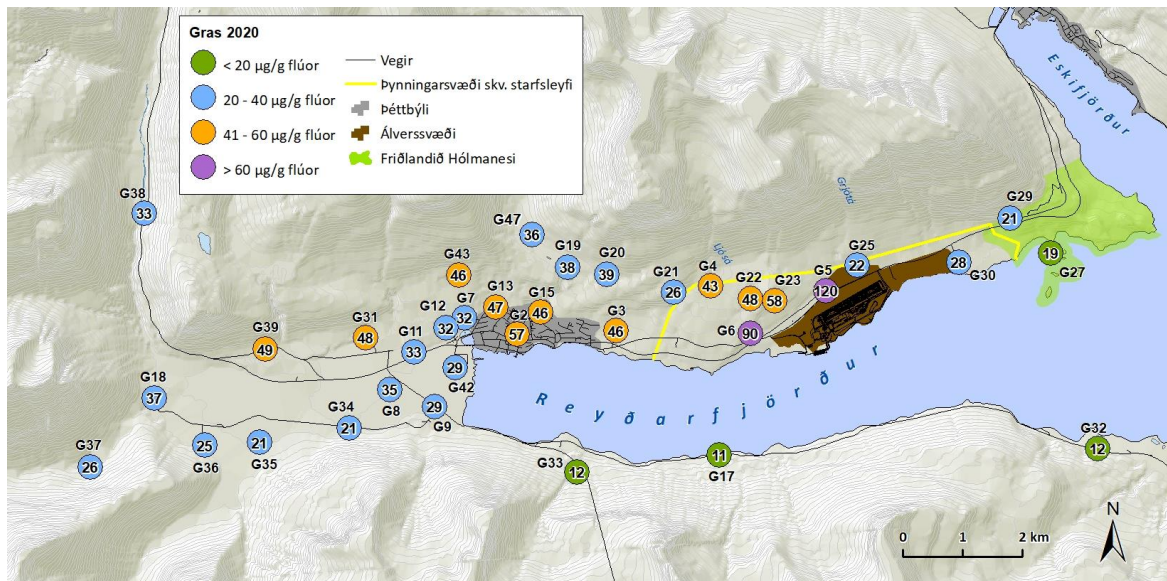 Gras 2020
< 20 µg/g flúor
20 - 40 µg/g flúor
41 - 60 µg/g flúor
> 60 µg/g flúor
Vegir
Þynningarsvæði skv. starfsleyfi
Þéttbýli
Álverssvæði
Friðlandið Hólmanesi
Eskifjörður
G38
33
G47
36
G19
38
G20
39
G43
46
Grjótá
Ljósá
G29
21
G25
22
G30
28
19
G27
G21
26
G4
43
G22
48
G23
58
G5
120
G6
90
G12
32
G7
32
G13
47
G2
57
G15
46
G3
46
G39
49
G31
48
G11
33
29
G42
G18
37
35
G8
29
G9
Reyðarfjörður
G37
26
25
G36
21
G35
G34
21
G33
12
11
G17
G32
12
N
0 1 2 km